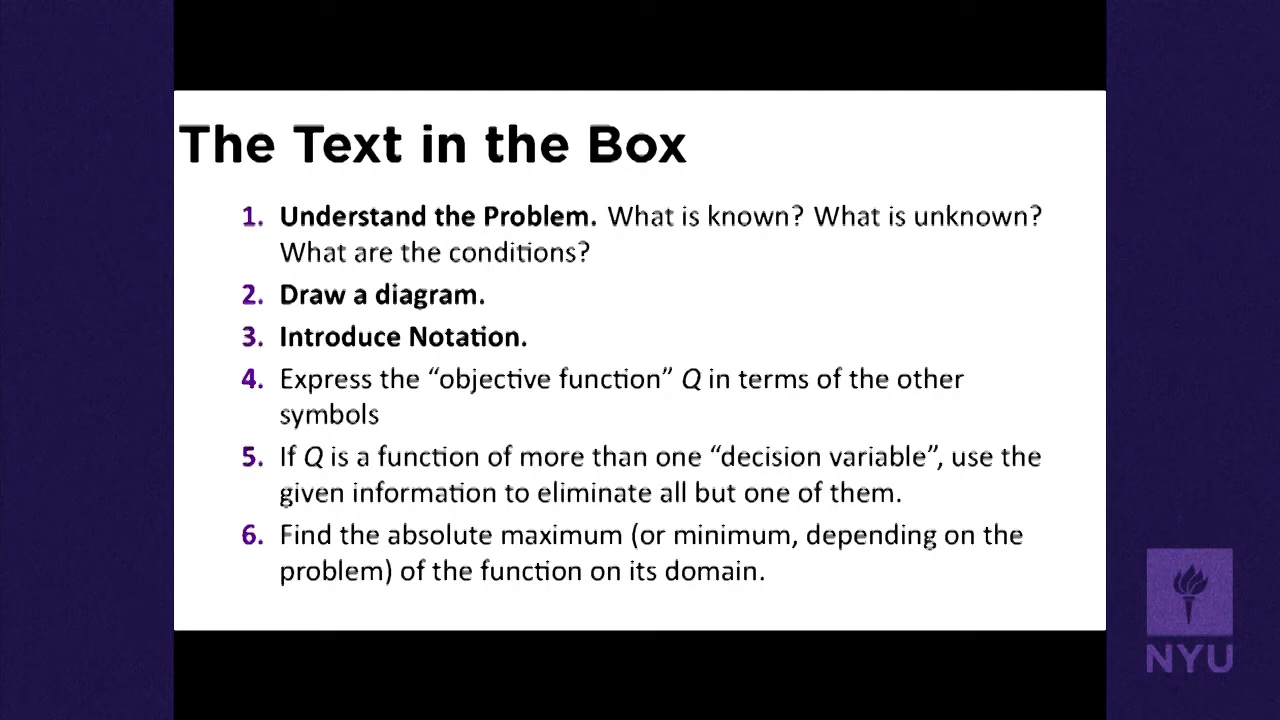 The Text in the Box
1. Understand the Problem. What is known? What is unknown?
What are the conditions?
2. Draw a diagram.
3. Introduce Notation.
4. Express the “objective function” Q in terms of the other
symbols
5. If Q is a function of more than one “decision variable”, use the
given information to eliminate all but one of them.
6. Find the absolute maximum (or minimum, depending on the
problem) of the function on its domain.
NYU